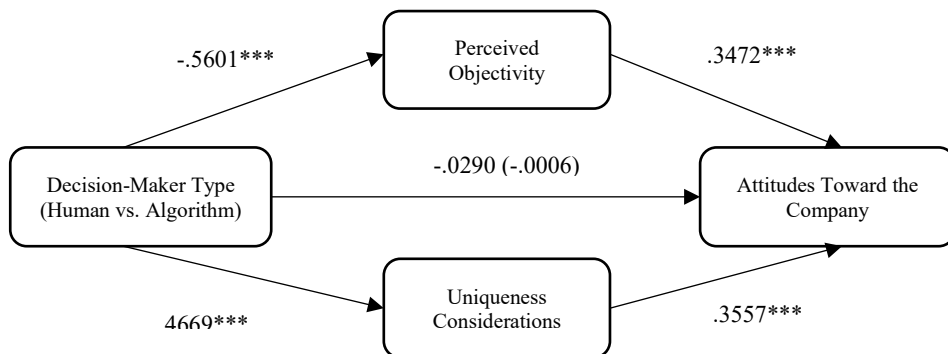 -.5601***
Perceived
Objectivity
.3472***
Decision-Maker Type
(Human vs. Algorithm)
-.0290 (-.0006)
Attitudes Toward the
Company
4669***
Uniqueness
Considerations
.3557***